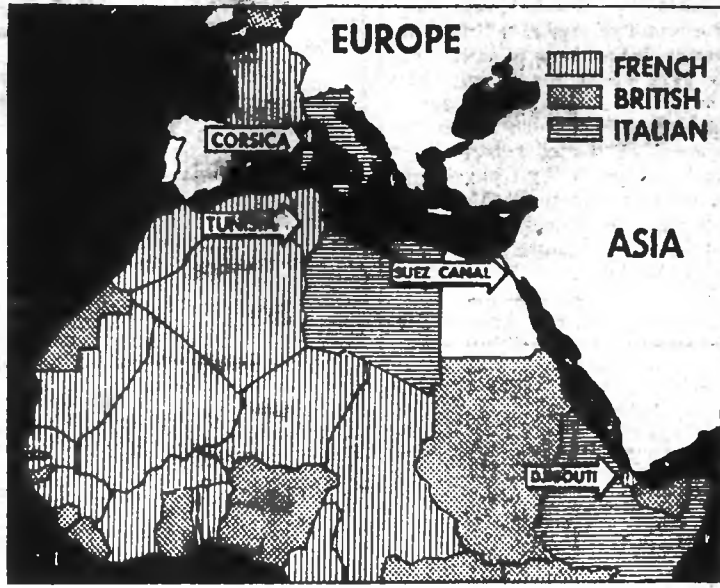 EUROPE
FRENCH
BRITISH
ITALIAN
CORSICA
TUNISIA
ASIA
SUEZ CANAL
DJIBOUTI